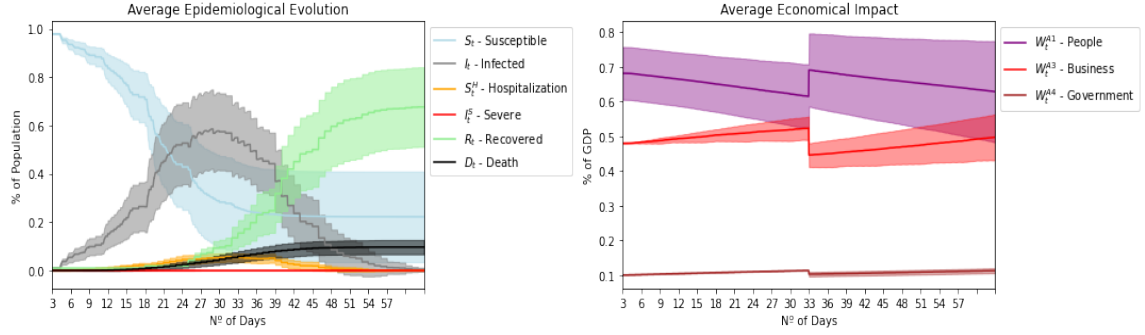 Average Epidemiological Evolution
% of Population
1.0
0.8
0.6
0.4
0.2
0.0
3 6 9 12 15 18 21 24 27 30 33 36 39 42 45 48 51 54 57
Nº of Days
S_t - Susceptible
I_t - Infected
S_t^H - Hospitalization
I_t^S - Severe
R_t - Recovered
D_t - Death
Average Economical Impact
% of GDP
0.8
0.7
0.6
0.5
0.4
0.3
0.2
0.1
3 6 9 12 15 18 21 24 27 30 33 36 39 42 45 48 51 54 57
Nº of Days
W_t^{A1} - People
W_t^{A3} - Business
W_t^{A4} - Government